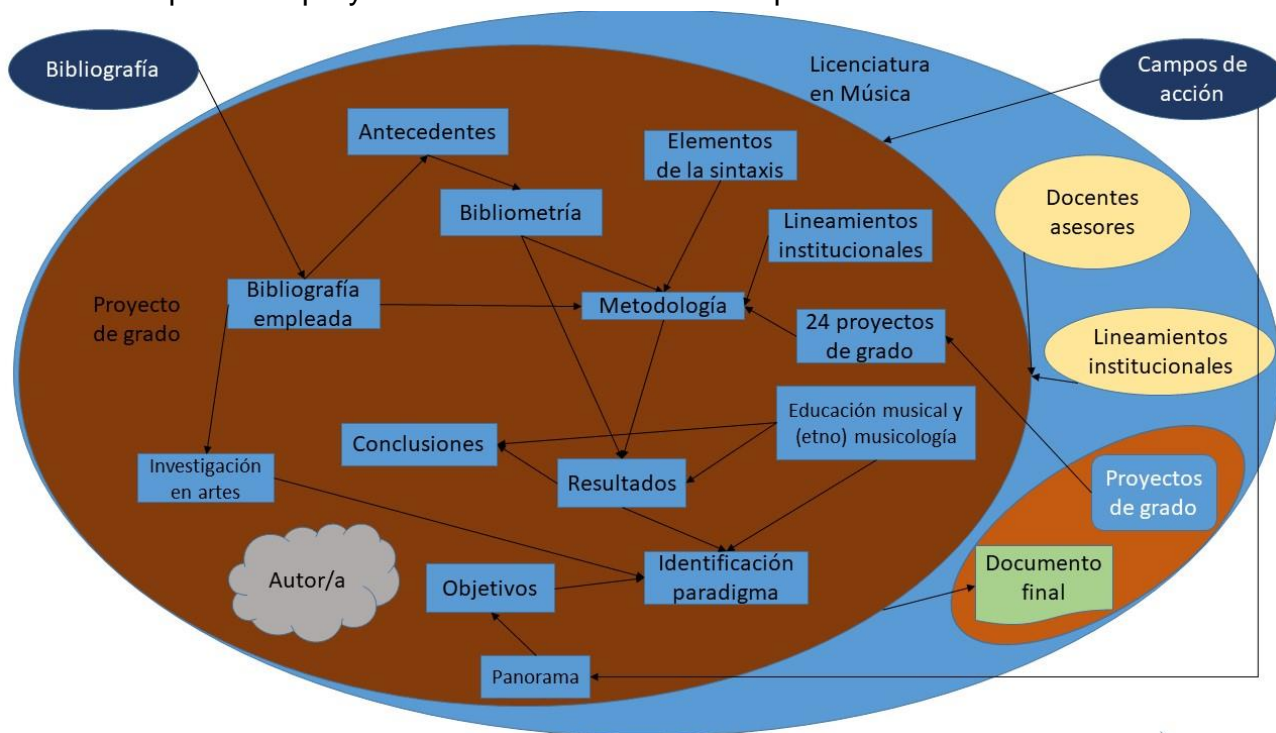 Bibliografía
Licenciatura
en Música
Campos de
acción
Antecedentes
Elementos
de la sintaxis
Docentes
asesores
Bibliometría
Lineamientos
institucionales
Proyecto
de grado
Bibliografía
empleada
Metodología
24 proyectos
de grado
Lineamientos
institucionales
Conclusiones
Educación musical y
(etno) musicología
Investigación
en artes
Resultados
Proyectos
de grado
Autor/a
Objetivos
Identificación
paradigma
Documento
final
Panorama